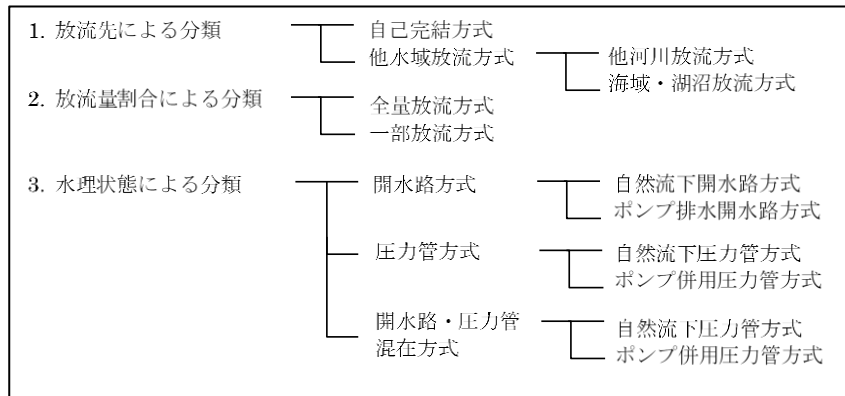 1. 放流先による分類
自己完結方式
他水域放流方式
他河川放流方式
海域・湖沼放流方式
2. 放流量割合による分類
全量放流方式
一部放流方式
3. 水理状態による分類
開水路方式
自然流下開水路方式
ポンプ排水開水路方式
圧力管方式
自然流下圧力管方式
ポンプ併用圧力管方式
開水路・圧力管
混在方式
自然流下圧力管方式
ポンプ併用圧力管方式